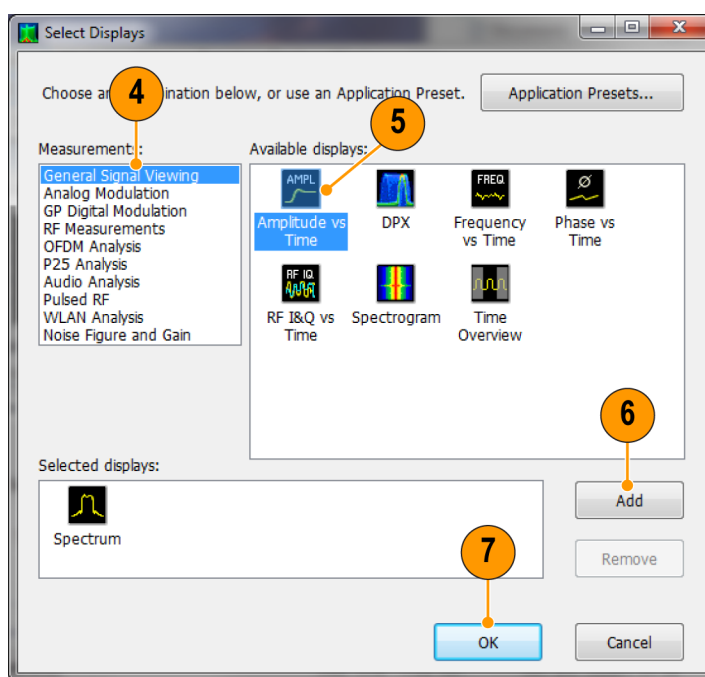 Select Displays
Choose an ination below, or use an Application Preset.
Application Presets...
4
5
Measurements:
General Signal Viewing
Analog Modulation
GP Digital Modulation
RF Measurements
OFDM Analysis
P25 Analysis
Audio Analysis
Pulsed RF
WLAN Analysis
Noise Figure and Gain
Available displays:
AMPL
Amplitude vs
Time
DPX
FREQ
Frequency
vs Time
Ø
Phase vs
Time
RF IQ
RF I&Q vs
Time
Spectrogram
Time
Overview
6
Selected displays:
Spectrum
Add
Remove
7
OK
Cancel